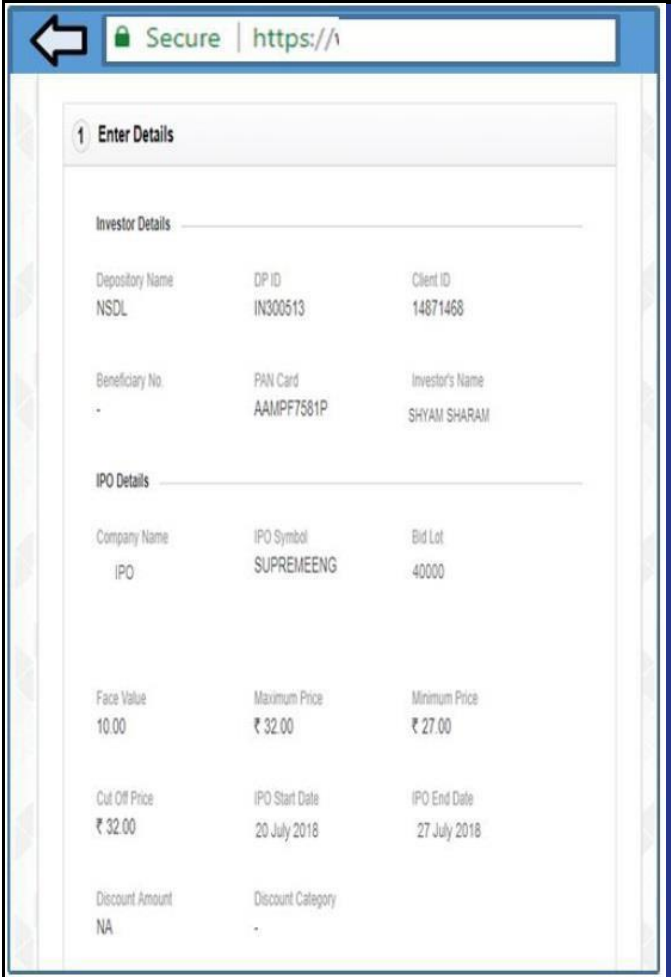 Secure | https://
1 Enter Details
Investor Details
Depository Name DP ID Client ID
NSDL IN300513 14871468
Beneficiary No. PAN Card Investor's Name
- AAMPF7581P SHYAM SHARAM
IPO Details
Company Name IPO Symbol Bid Lot
IPO SUPREMEENG 40000
Face Value Maximum Price Minimum Price
10.00 ₹ 32.00 ₹ 27.00
Cut Off Price IPO Start Date IPO End Date
₹ 32.00 20 July 2018 27 July 2018
Discount Amount Discount Category
NA -